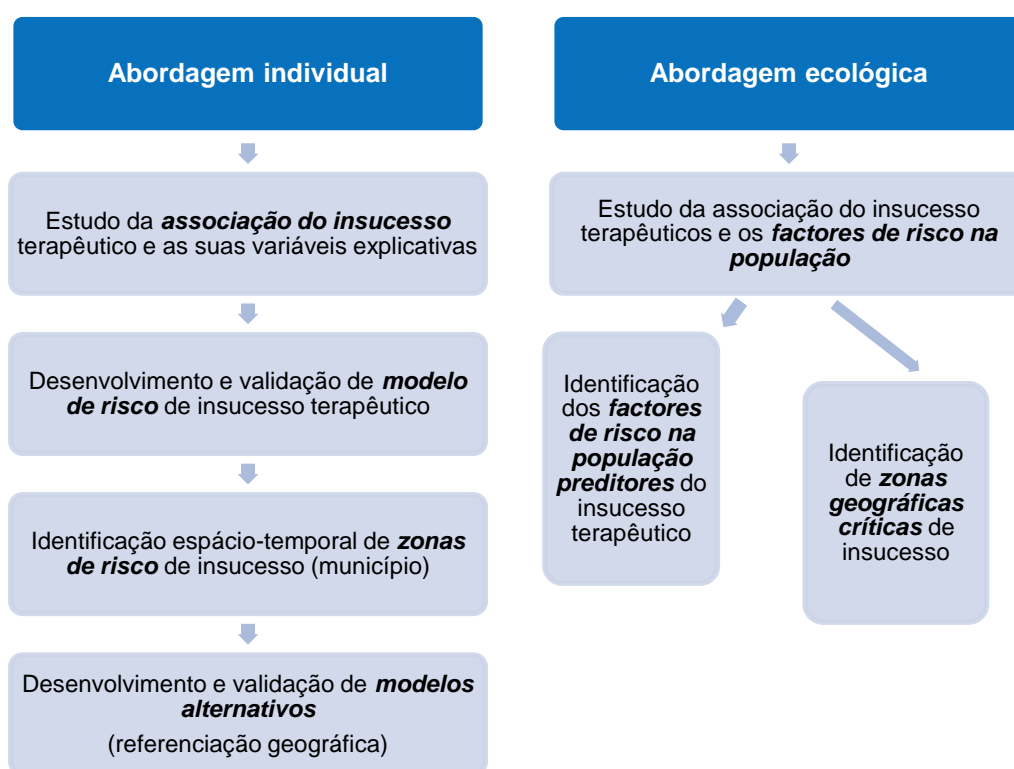 Abordagem individual
Estudo da associação do insucesso
terapêutico e as suas variáveis explicativas
Desenvolvimento e validação de modelo
de risco de insucesso terapêutico
Identificação espácio-temporal de zonas
de risco de insucesso (município)
Desenvolvimento e validação de modelos
alternativos
(referenciação geográfica)
Abordagem ecológica
Estudo da associação do insucesso
terapêuticos e os factores de risco na
população
Identificação
dos factores
de risco na
população
preditores do
insucesso
terapêutico
Identificação
de zonas
geográficas
críticas de
insucesso